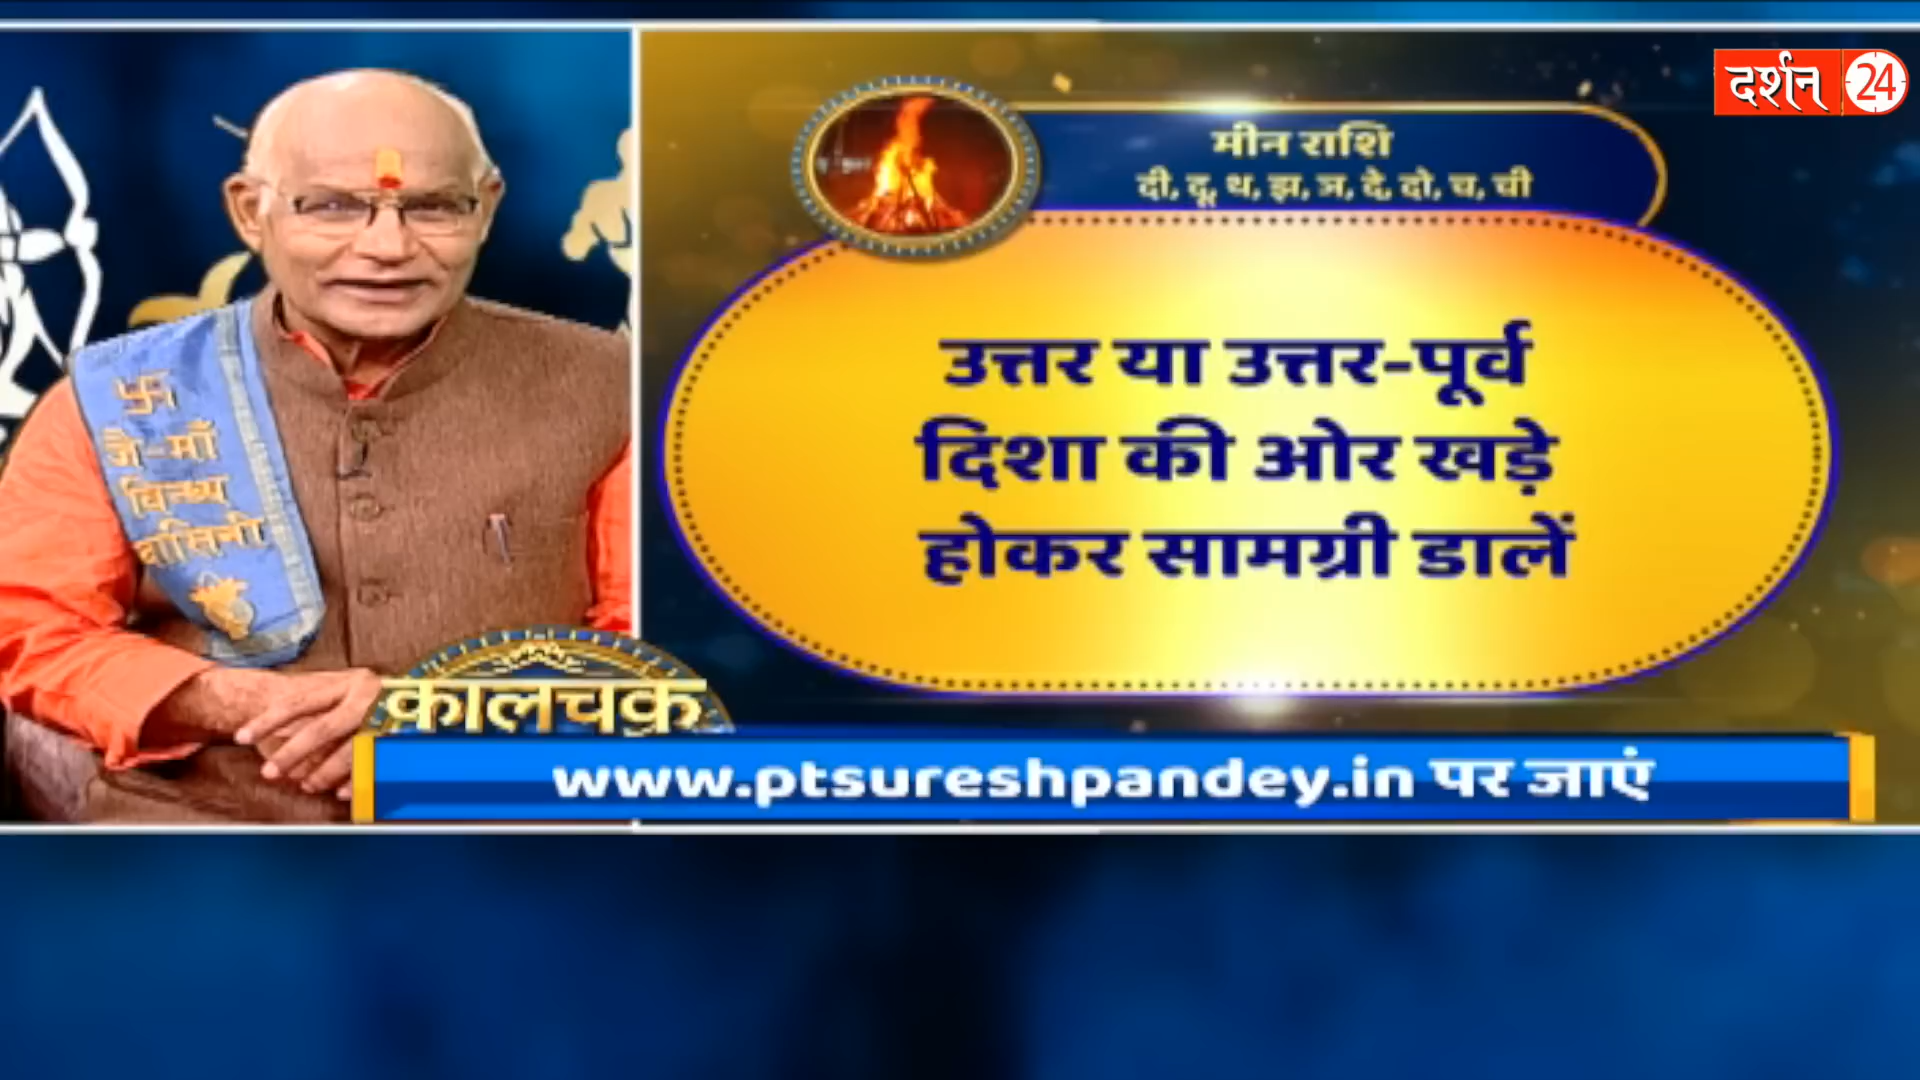 दर्शन 24
मीन राशि
दी, दू, थ, झ, ञ, दे, दो, च, ची
उत्तर या उत्तर-पूर्व
दिशा की ओर खड़े
होकर सामग्री डालें
जै-माँ
विन्ध्य
वासिनी
कालचक्र
www.ptsureshpandey.in पर जाएं